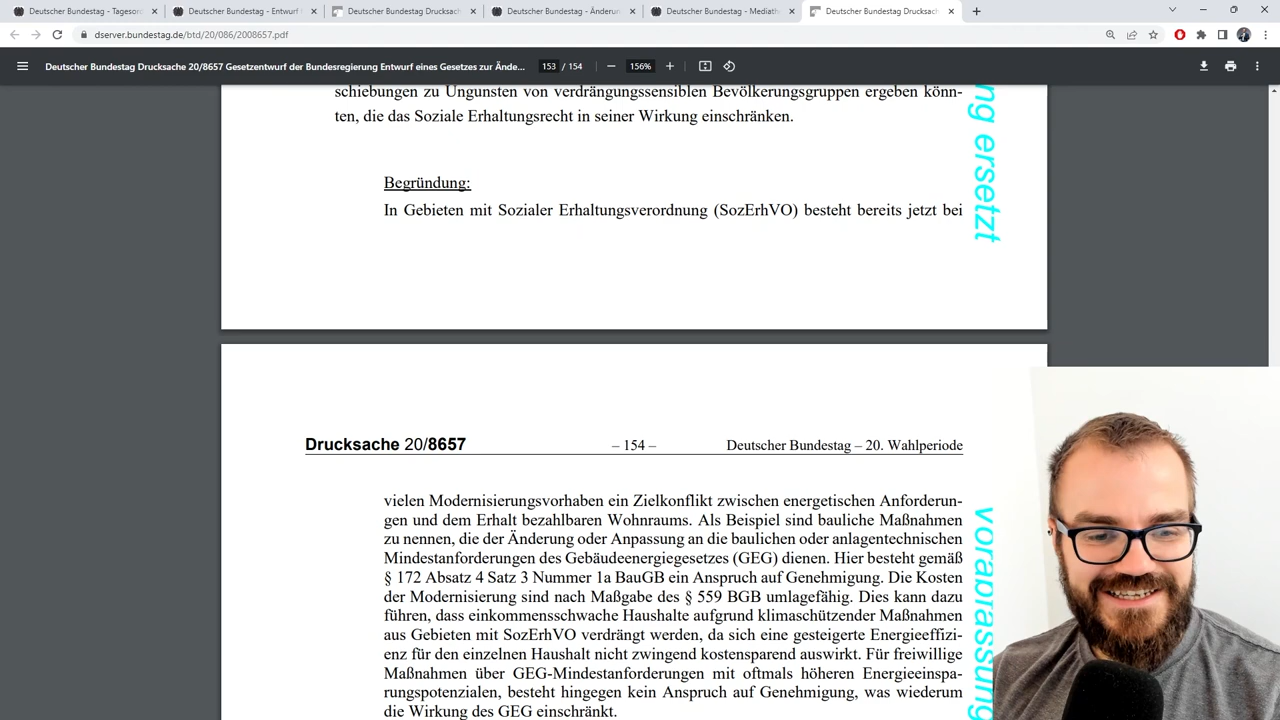 Deutscher Bundestag - Tagesord
Deutscher Bundestag - Entwurf
Deutscher Bundestag Drucksach
Deutscher Bundestag - Änderun
Deutscher Bundestag - Mediath
Deutscher Bundestag Drucksach
dserver.bundestag.de/btd/20/086/2008657.pdf
Deutscher Bundestag Drucksache 20/8657 Gesetzentwurf der Bundesregierung Entwurf eines Gesetzes zur Ände...
153 / 154
156%
schiebungen zu Ungunsten von verdrängungssensiblen Bevölkerungsgruppen ergeben könn-
ten, die das Soziale Erhaltungsrecht in seiner Wirkung einschränken.
Begründung:
In Gebieten mit Sozialer Erhaltungsverordnung (SozErhVO) besteht bereits jetzt bei
ng ersetzt
Drucksache 20/8657
– 154 –
Deutscher Bundestag – 20. Wahlperiode
vielen Modernisierungsvorhaben ein Zielkonflikt zwischen energetischen Anforderun-
gen und dem Erhalt bezahlbaren Wohnraums. Als Beispiel sind bauliche Maßnahmen
zu nennen, die der Änderung oder Anpassung an die baulichen oder anlagentechnischen
Mindestanforderungen des Gebäudeenergiegesetzes (GEG) dienen. Hier besteht gemäß
§ 172 Absatz 4 Satz 3 Nummer 1a BauGB ein Anspruch auf Genehmigung. Die Kosten
der Modernisierung sind nach Maßgabe des § 559 BGB umlagefähig. Dies kann dazu
führen, dass einkommensschwache Haushalte aufgrund klimaschützender Maßnahmen
aus Gebieten mit SozErhVO verdrängt werden, da sich eine gesteigerte Energieeffizi-
enz für den einzelnen Haushalt nicht zwingend kostensparend auswirkt. Für freiwillige
Maßnahmen über GEG-Mindestanforderungen mit oftmals höheren Energieeinspa-
rungspotenzialen, besteht hingegen kein Anspruch auf Genehmigung, was wiederum
die Wirkung des GEG einschränkt.
vorabfassung